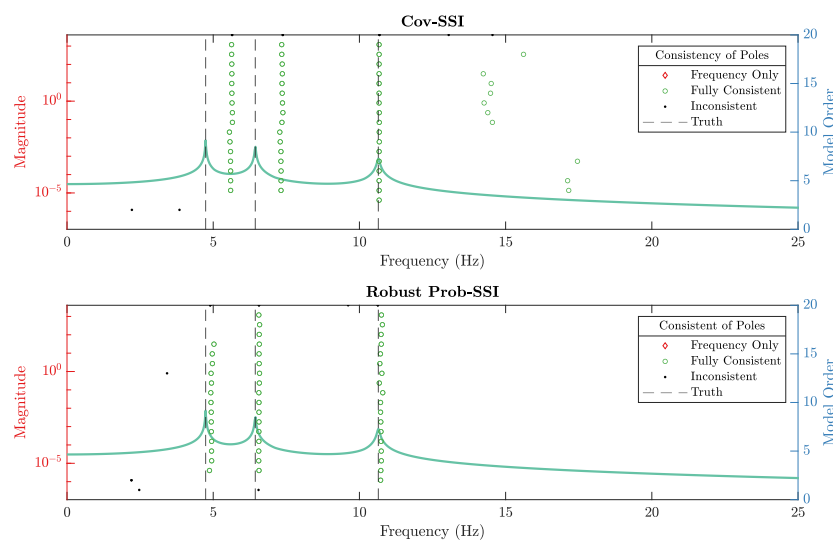 Cov-SSI
Magnitude
10^0
10^-5
0
5
10
15
20
25
Frequency (Hz)
0
5
10
15
20
Model Order
Consistency of Poles
Frequency Only
Fully Consistent
Inconsistent
Truth
Robust Prob-SSI
Magnitude
10^0
10^-5
0
5
10
15
20
25
Frequency (Hz)
0
5
10
15
20
Model Order
Consistent of Poles
Frequency Only
Fully Consistent
Inconsistent
Truth